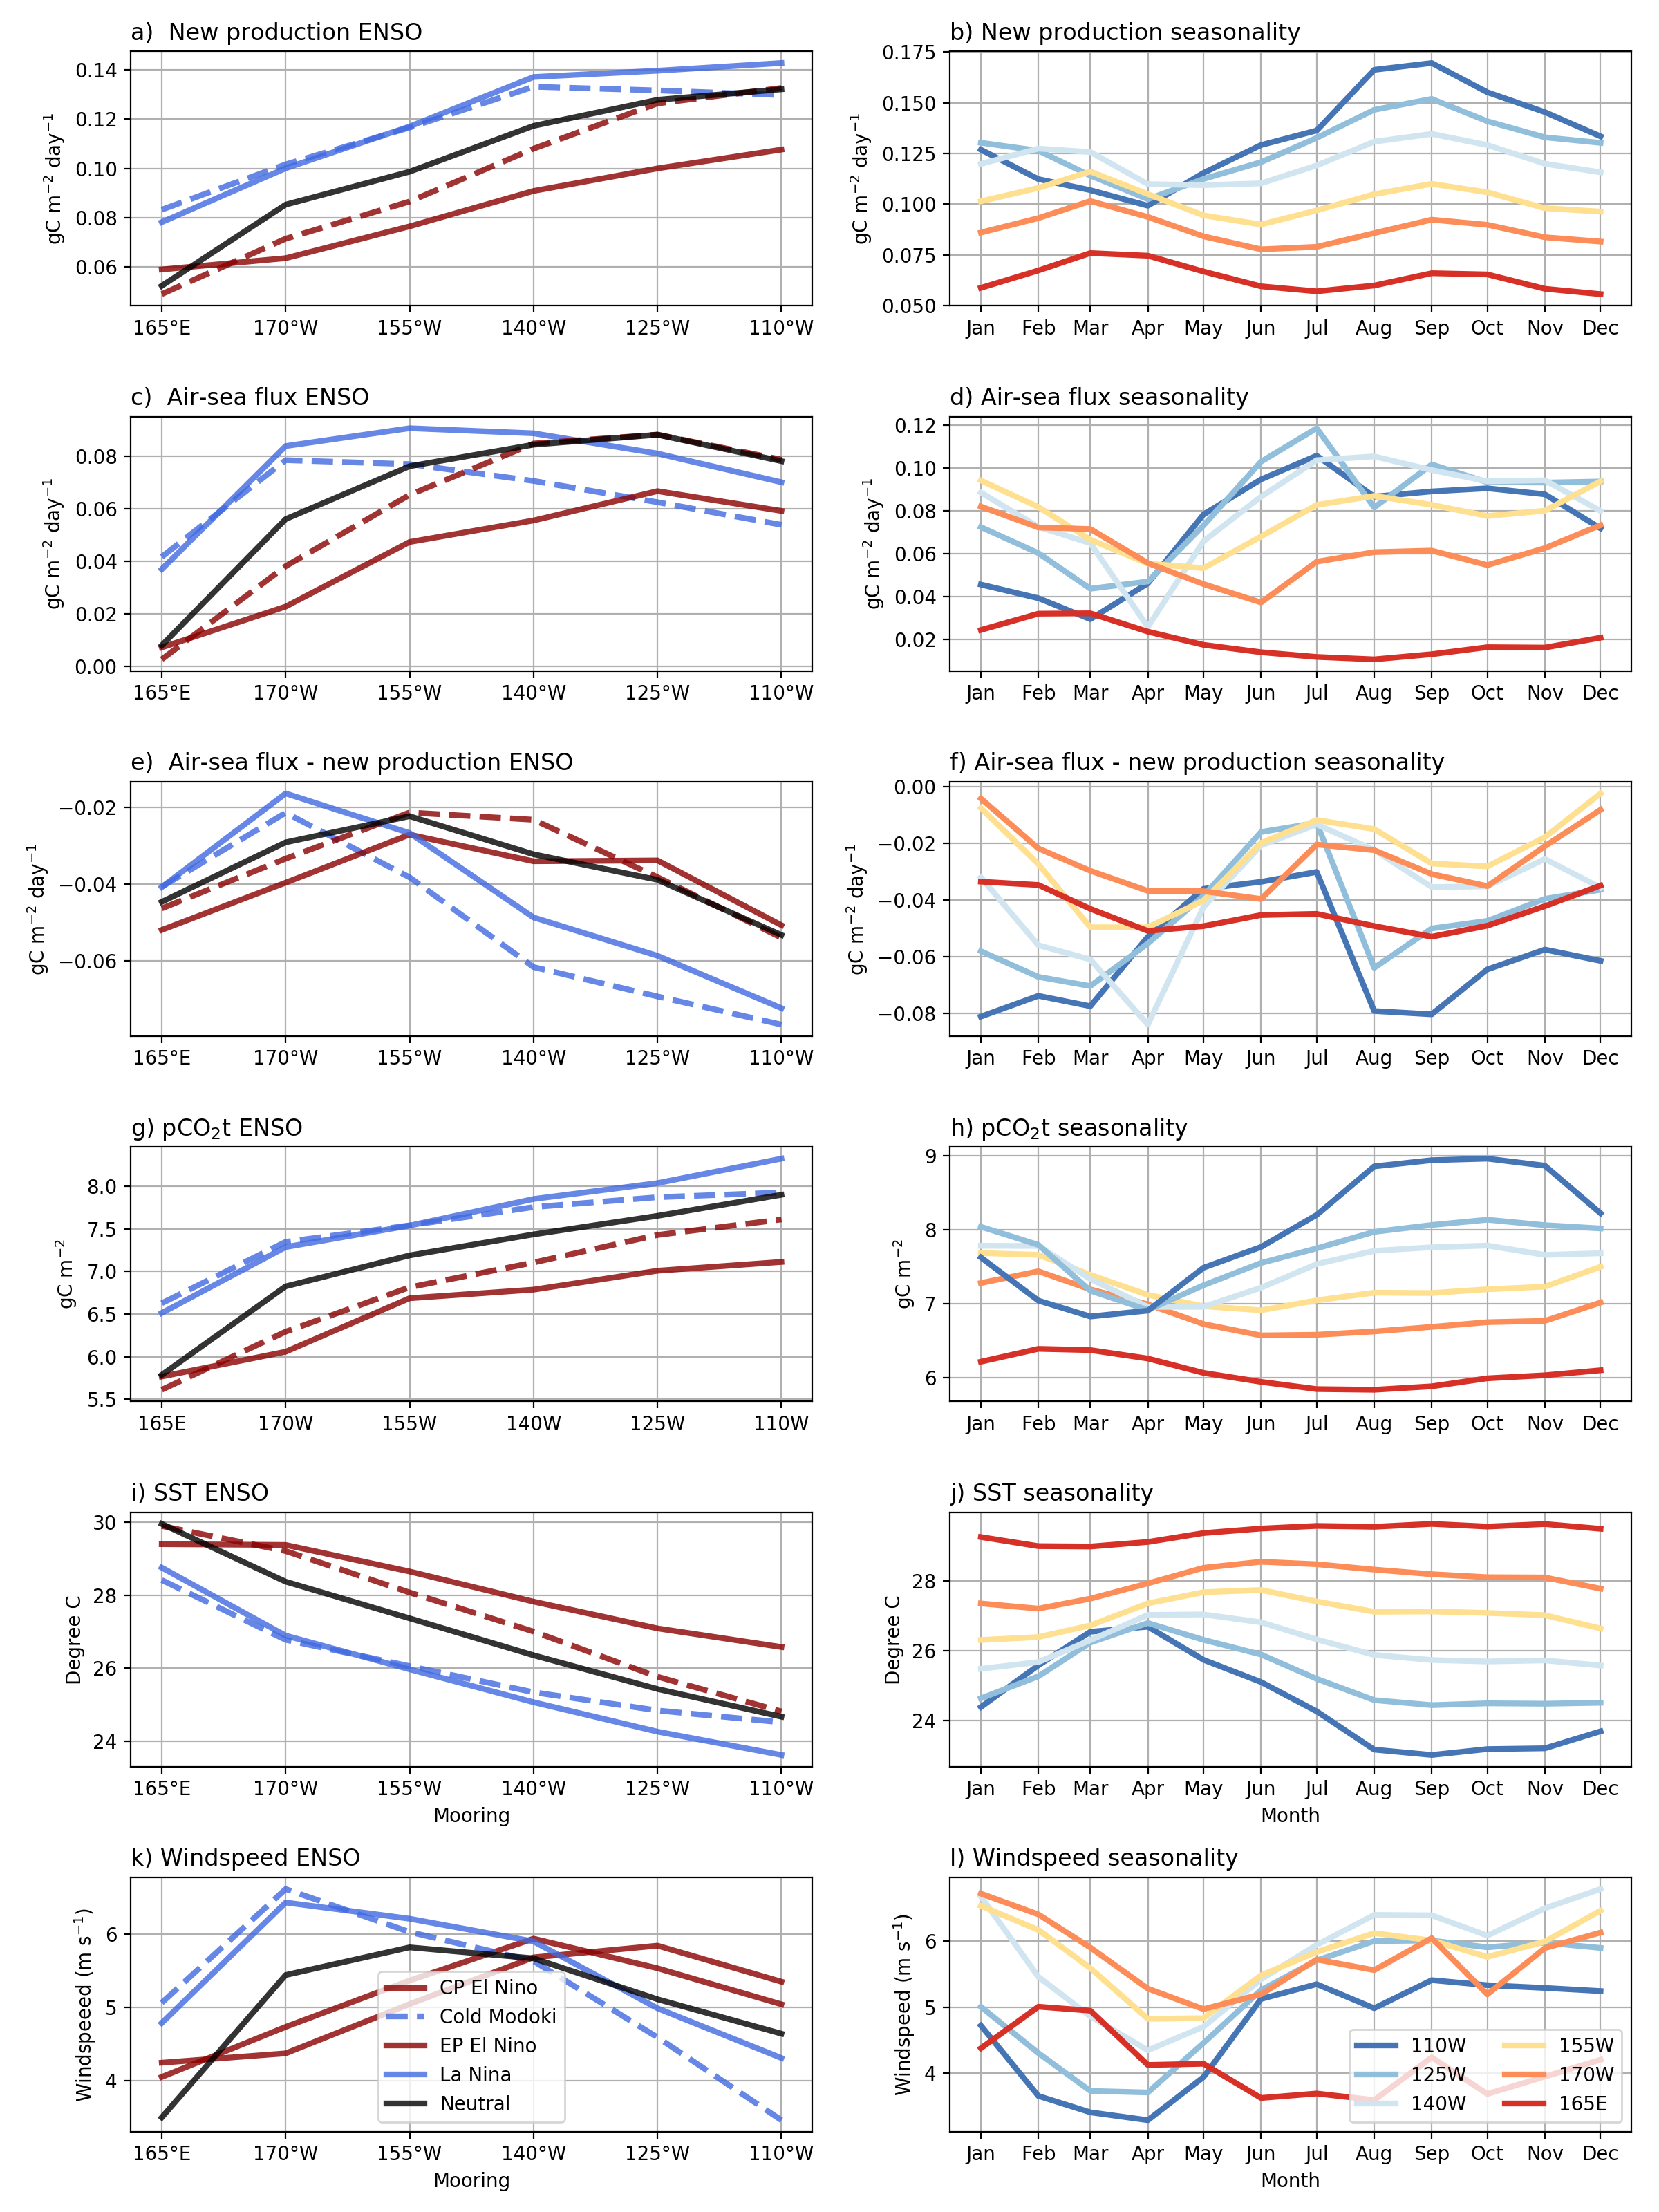 a)  New production ENSO
gC m⁻² day⁻¹
0.14
0.12
0.10
0.08
0.06
165°E 170°W 155°W 140°W 125°W 110°W
b) New production seasonality
gC m⁻² day⁻¹
0.175
0.150
0.125
0.100
0.075
0.050
Jan Feb Mar Apr May Jun Jul Aug Sep Oct Nov Dec
c)  Air-sea flux ENSO
gC m⁻² day⁻¹
0.08
0.06
0.04
0.02
0.00
165°E 170°W 155°W 140°W 125°W 110°W
d) Air-sea flux seasonality
gC m⁻² day⁻¹
0.12
0.10
0.08
0.06
0.04
0.02
Jan Feb Mar Apr May Jun Jul Aug Sep Oct Nov Dec
e)  Air-sea flux - new production ENSO
gC m⁻² day⁻¹
−0.02
−0.04
−0.06
165°E 170°W 155°W 140°W 125°W 110°W
f) Air-sea flux - new production seasonality
gC m⁻² day⁻¹
0.00
−0.02
−0.04
−0.06
−0.08
Jan Feb Mar Apr May Jun Jul Aug Sep Oct Nov Dec
g) pCO₂t ENSO
gC m⁻²
8.0
7.5
7.0
6.5
6.0
5.5
165E 170W 155W 140W 125W 110W
h) pCO₂t seasonality
gC m⁻²
9
8
7
6
Jan Feb Mar Apr May Jun Jul Aug Sep Oct Nov Dec
i) SST ENSO
Degree C
30
28
26
24
165°E 170°W 155°W 140°W 125°W 110°W
Mooring
j) SST seasonality
Degree C
28
26
24
Jan Feb Mar Apr May Jun Jul Aug Sep Oct Nov Dec
Month
k) Windspeed ENSO
Windspeeed (m s⁻¹)
6
5
4
CP El Nino
Cold Modoki
EP El Nino
La Nina
Neutral
165°E 170°W 155°W 140°W 125°W 110°W
Mooring
l) Windspeed seasonality
Windspeed (m s⁻¹)
6
5
4
110W 155W
125W 170W
140W 165E
Jan Feb Mar Apr May Jun Jul Aug Sep Oct Nov Dec
Month